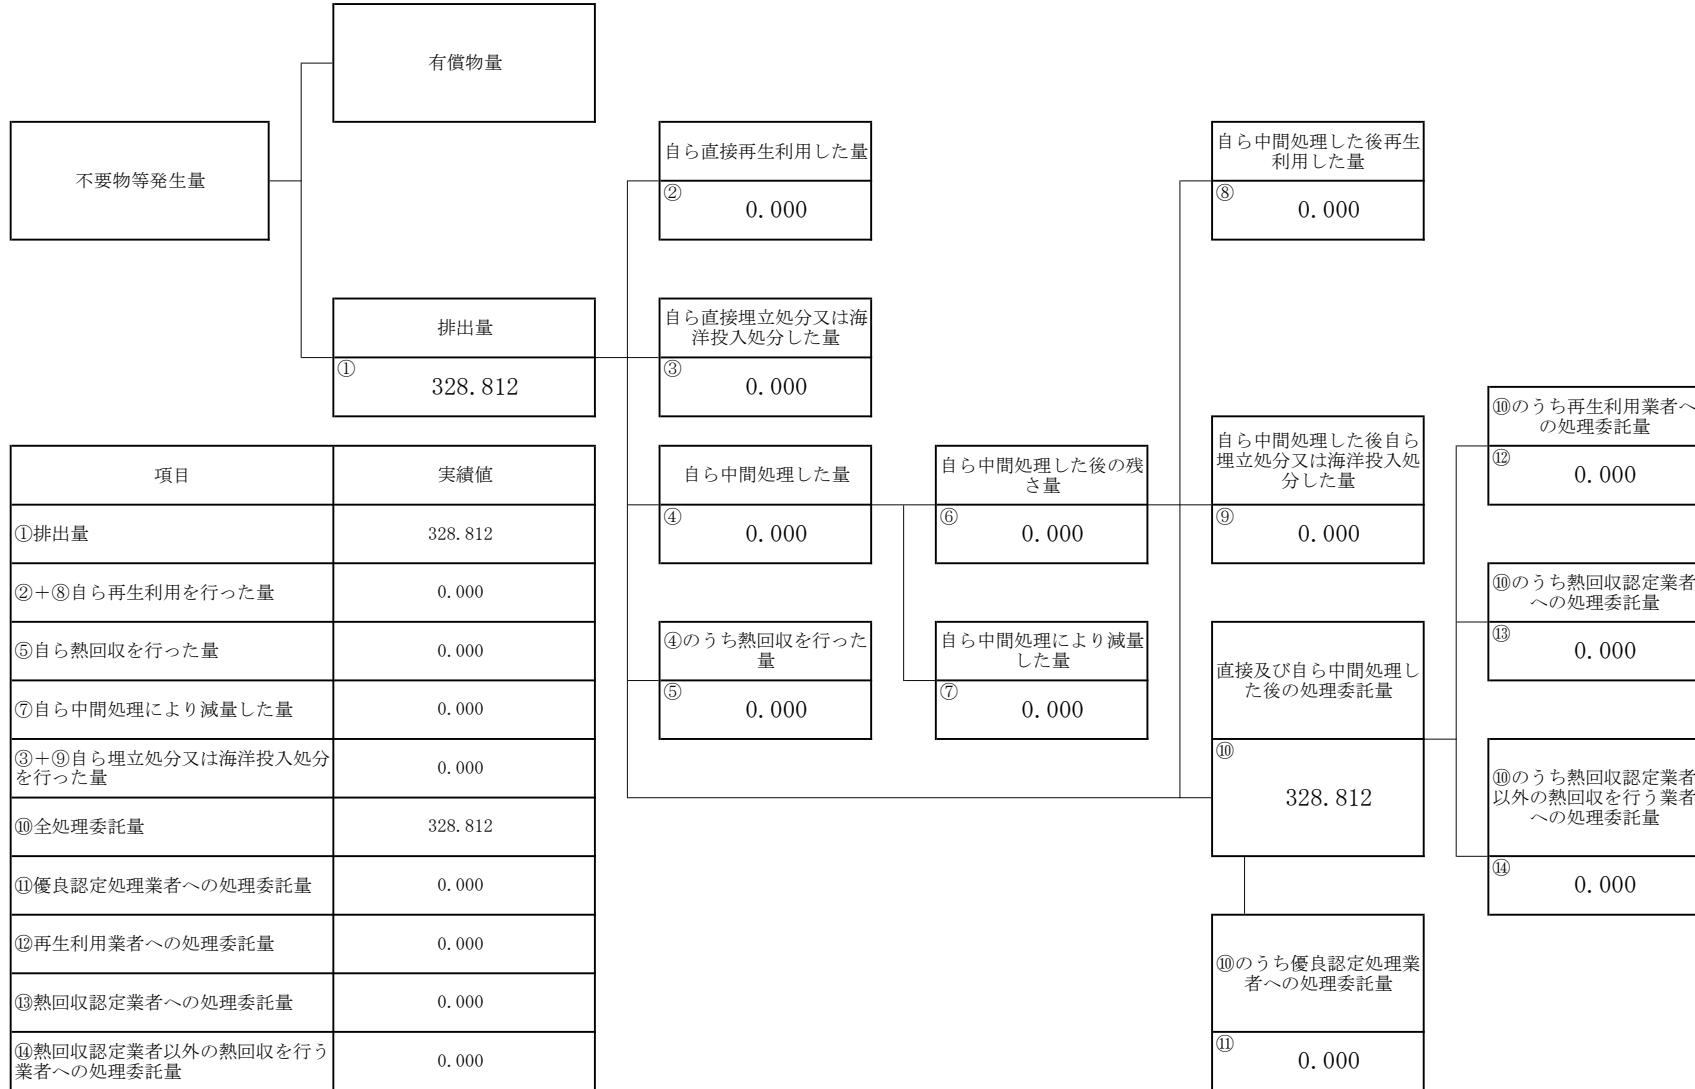 有償物量
不要物等発生量
排出量
①
328.812
自ら直接再生利用した量
②
0.000
自ら直接埋立処分又は海
洋投入処分した量
③
0.000
自ら中間処理した量
④
0.000
④のうち熱回収を行った
量
⑤
0.000
自ら中間処理した後の残
さ量
⑥
0.000
自ら中間処理により減量
した量
⑦
0.000
自ら中間処理した後再生
利用した量
⑧
0.000
自ら中間処理した後自ら
埋立処分又は海洋投入処
分した量
⑨
0.000
直接及び自ら中間処理し
た後の処理委託量
⑩
328.812
⑩のうち優良認定処理業
者への処理委託量
⑪
0.000
⑩のうち再生利用業者へ
の処理委託量
⑫
0.000
⑩のうち熱回収認定業者
への処理委託量
⑬
0.000
⑩のうち熱回収認定業者
以外の熱回収を行う業者
への処理委託量
⑭
0.000
項目 実績値
①排出量 328.812
②+⑧自ら再生利用を行った量 0.000
⑤自ら熱回収を行った量 0.000
⑦自ら中間処理により減量した量 0.000
③+⑨自ら埋立処分又は海洋投入処分
を行った量 0.000
⑩全処理委託量 328.812
⑪優良認定処理業者への処理委託量 0.000
⑫再生利用業者への処理委託量 0.000
⑬熱回収認定業者への処理委託量 0.000
⑭熱回収認定業者以外の熱回収を行う
業者への処理委託量 0.000